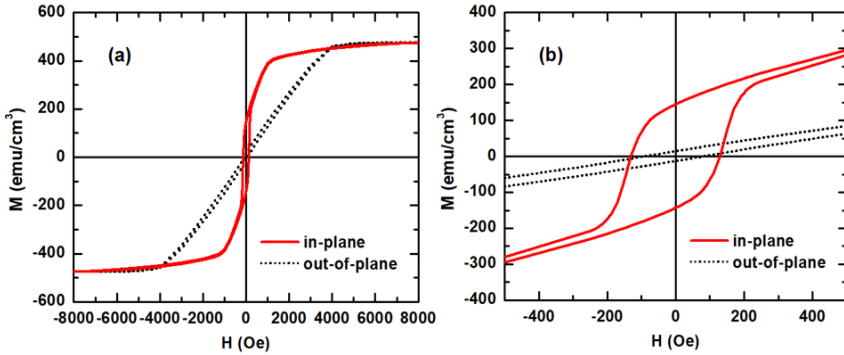 (a)
M (emu/cm³)
600
400
200
0
-200
-400
-600
-8000 -6000 -4000 -2000 0 2000 4000 6000 8000
H (Oe)
in-plane
out-of-plane
(b)
M (emu/cm³)
400
300
200
100
0
-100
-200
-300
-400
-400 -200 0 200 400
H (Oe)
in-plane
out-of-plane